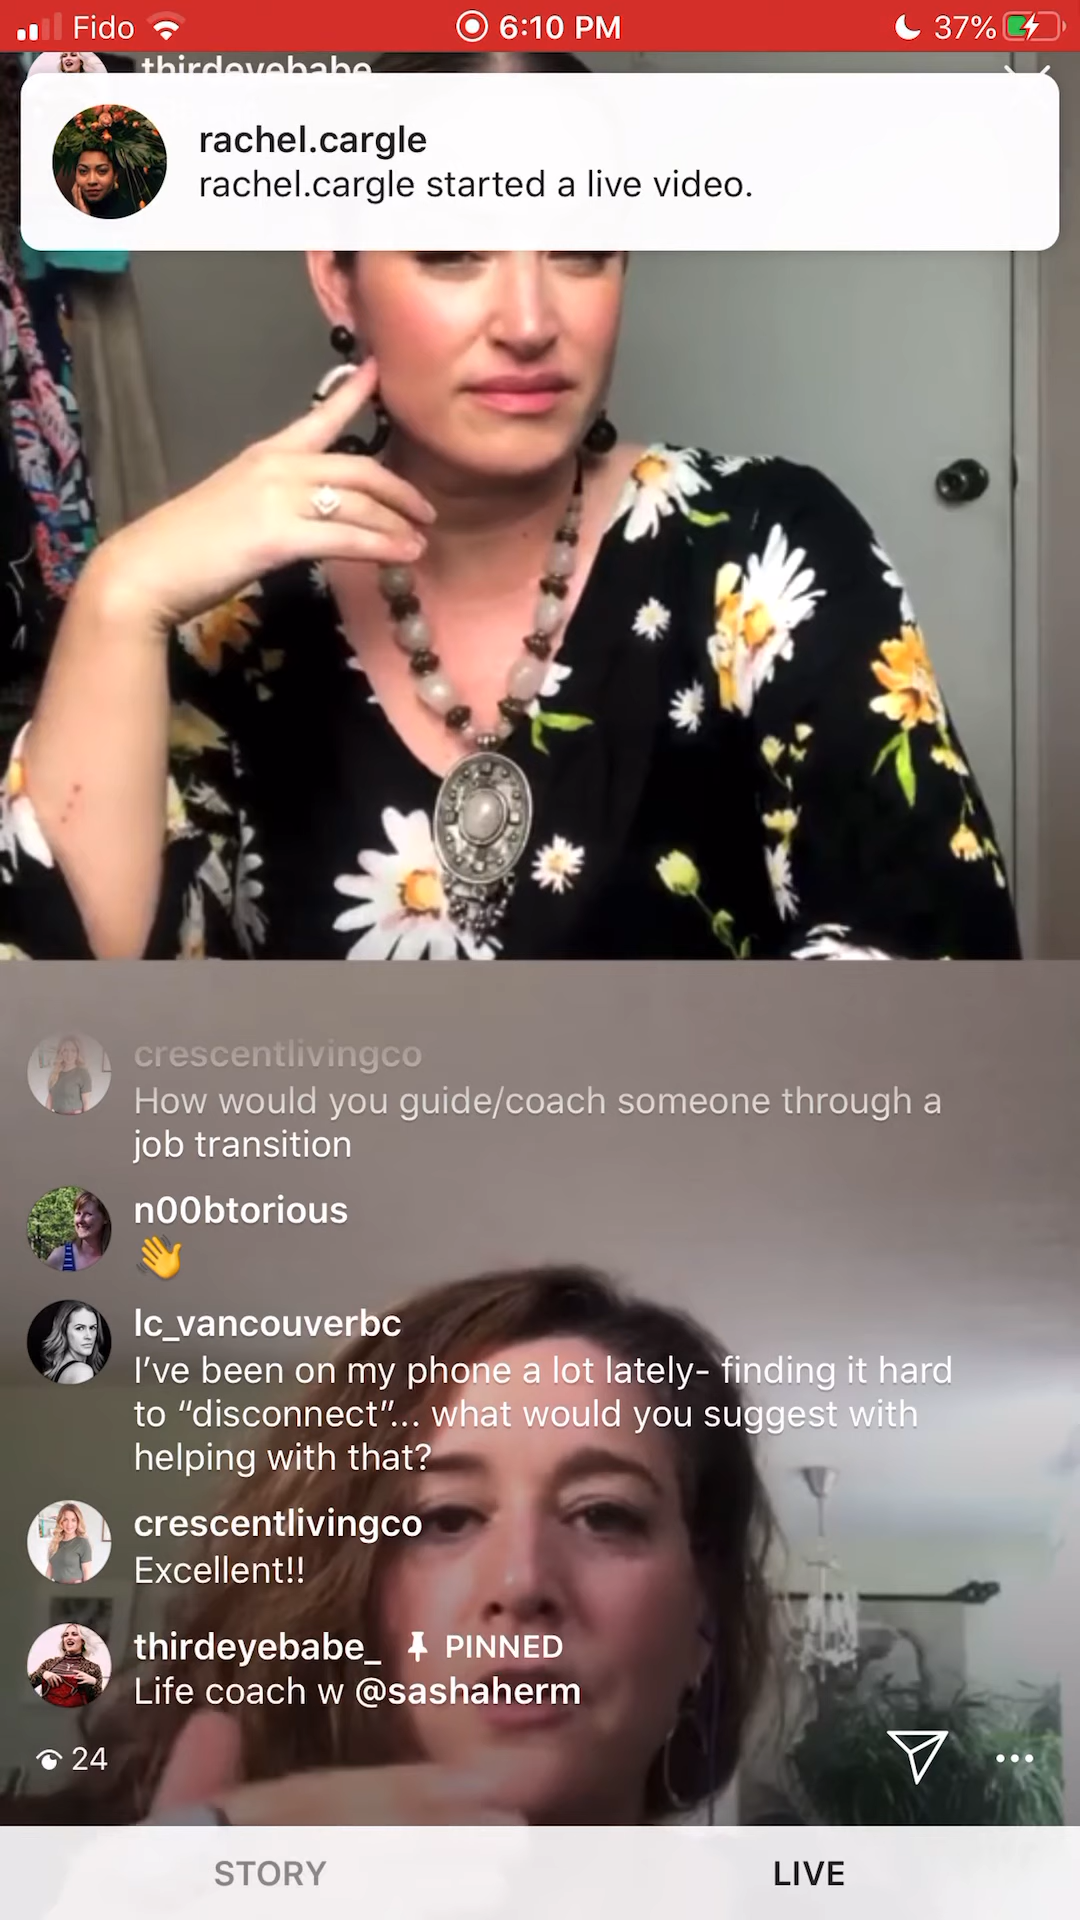 Fido
6:10 PM
37%
thirdeyebabe_
rachel.cargle
rachel.cargle started a live video.
crescentlivingco
How would you guide/coach someone through a
job transition
n00btorious
👋
lc_vancouverbc
I've been on my phone a lot lately- finding it hard
to “disconnect”... what would you suggest with
helping with that?
crescentlivingco
Excellent!!
thirdeyebabe_ PINNED
Life coach w @sashaherm
24
STORY
LIVE